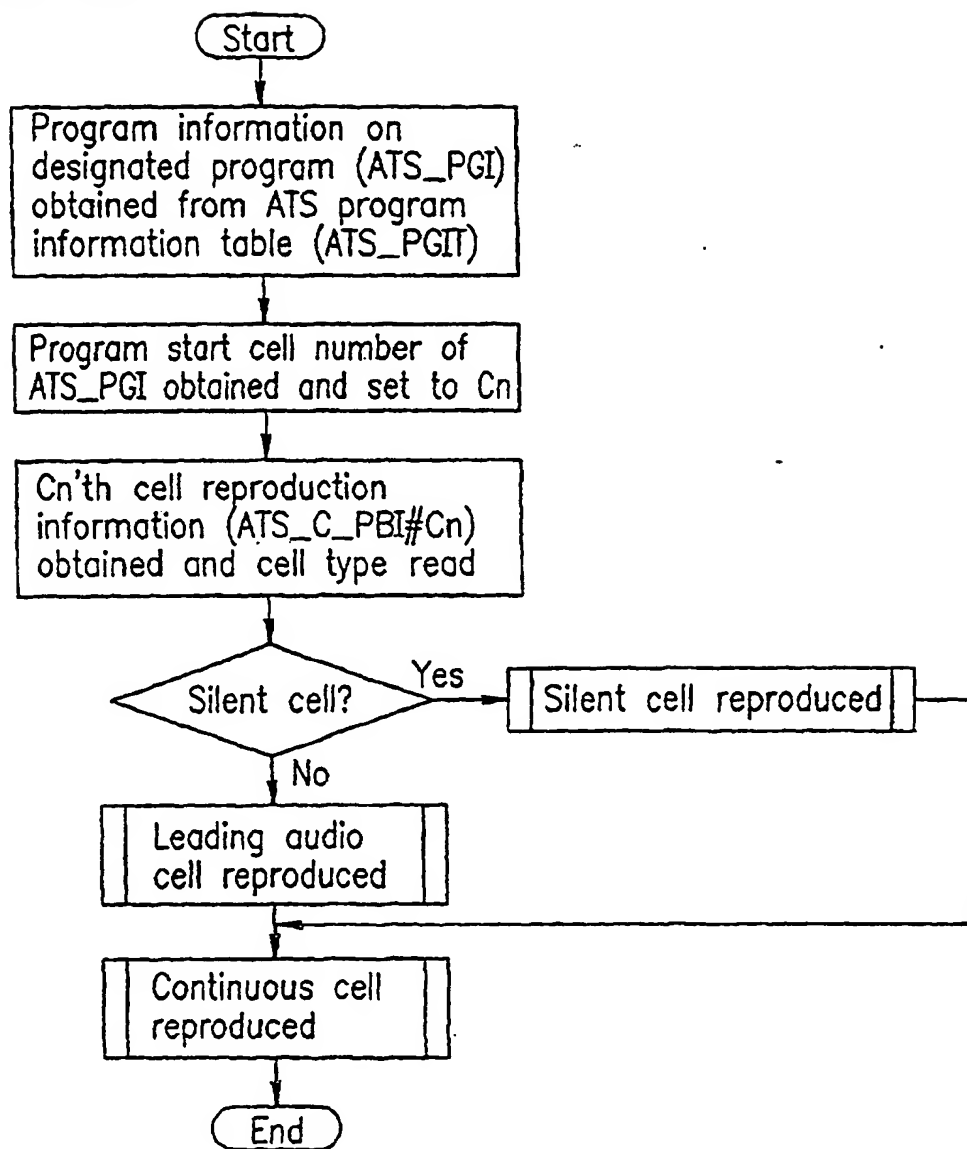 Start
Program information on
designated program (ATS_PGI)
obtained from ATS program
information table (ATS_PGIT)
Program start cell number of
ATS_PGI obtained and set to Cn
Cn'th cell reproduction
information (ATS_C_PBI#Cn)
obtained and cell type read
Silent cell?
Yes
Silent cell reproduced
No
Leading audio
cell reproduced
Continuous cell
reproduced
End